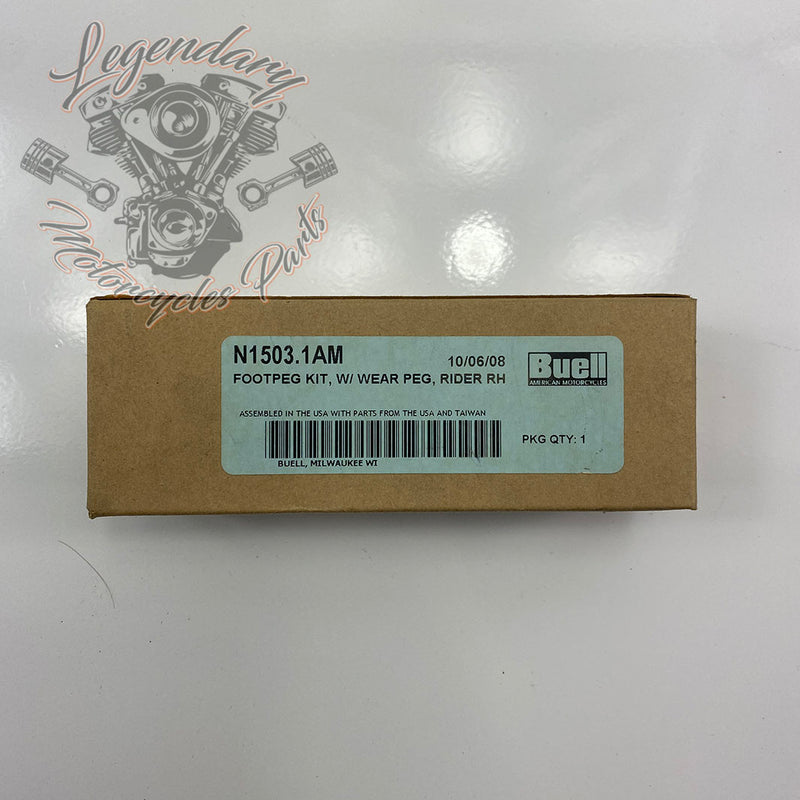 Legendary
Motorcycles Parts
N1503.1AM
10/06/08
FOOTPEG KIT, W/ WEAR PEG, RIDER RH
Buell
AMERICAN MOTORCYCLES
ASSEMBLED IN THE USA WITH PARTS FROM THE USA AND TAIWAN
PKG QTY: 1
BUELL, MILWAUKEE WI